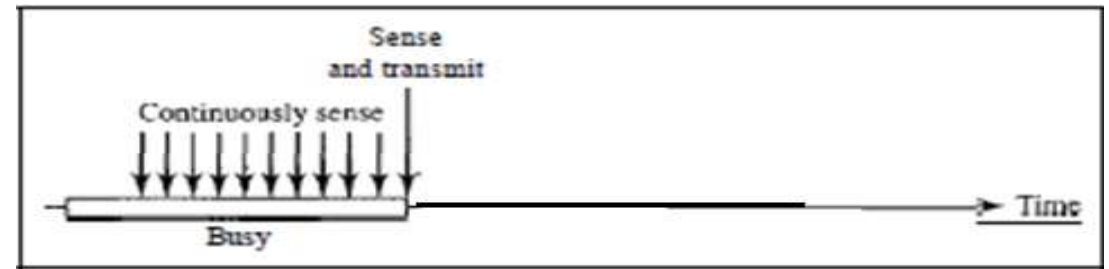 Sense
and transmit
Continuously sense
Time
Busy